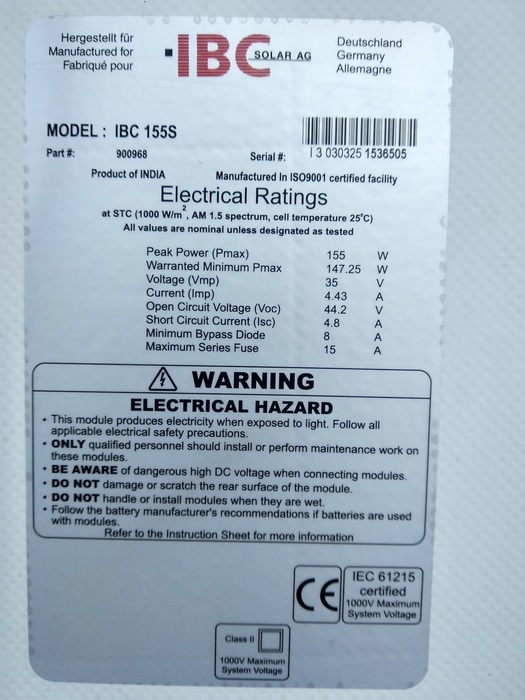 Hergestellt für
Manufactured for
Fabriqué pour
IBC SOLAR AG
Deutschland
Germany
Allemagne
MODEL : IBC 155S
Part #: 900968
Serial #: 13 030325 1536505
Product of INDIA Manufactured In ISO9001 certified facility
Electrical Ratings
at STC (1000 W/m², AM 1.5 spectrum, cell temperature 25°C)
All values are nominal unless designated as tested
Peak Power (Pmax) 155 W
Warranted Minimum Pmax 147.25 W
Voltage (Vmp) 35 V
Current (Imp) 4.43 A
Open Circuit Voltage (Voc) 44.2 V
Short Circuit Current (Isc) 4.8 A
Minimum Bypass Diode 8 A
Maximum Series Fuse 15 A
WARNING
ELECTRICAL HAZARD
• This module produces electricity when exposed to light. Follow all
applicable electrical safety precautions.
• ONLY qualified personnel should install or perform maintenance work on
these modules.
• BE AWARE of dangerous high DC voltage when connecting modules.
• DO NOT damage or scratch the rear surface of the module.
• DO NOT handle or install modules when they are wet.
• Follow the battery manufacturer's recommendations if batteries are used
with modules.
Refer to the Instruction Sheet for more information
CE
IEC 61215
certified
1000V Maximum
System Voltage
Class II
1000V Maximum
System Voltage